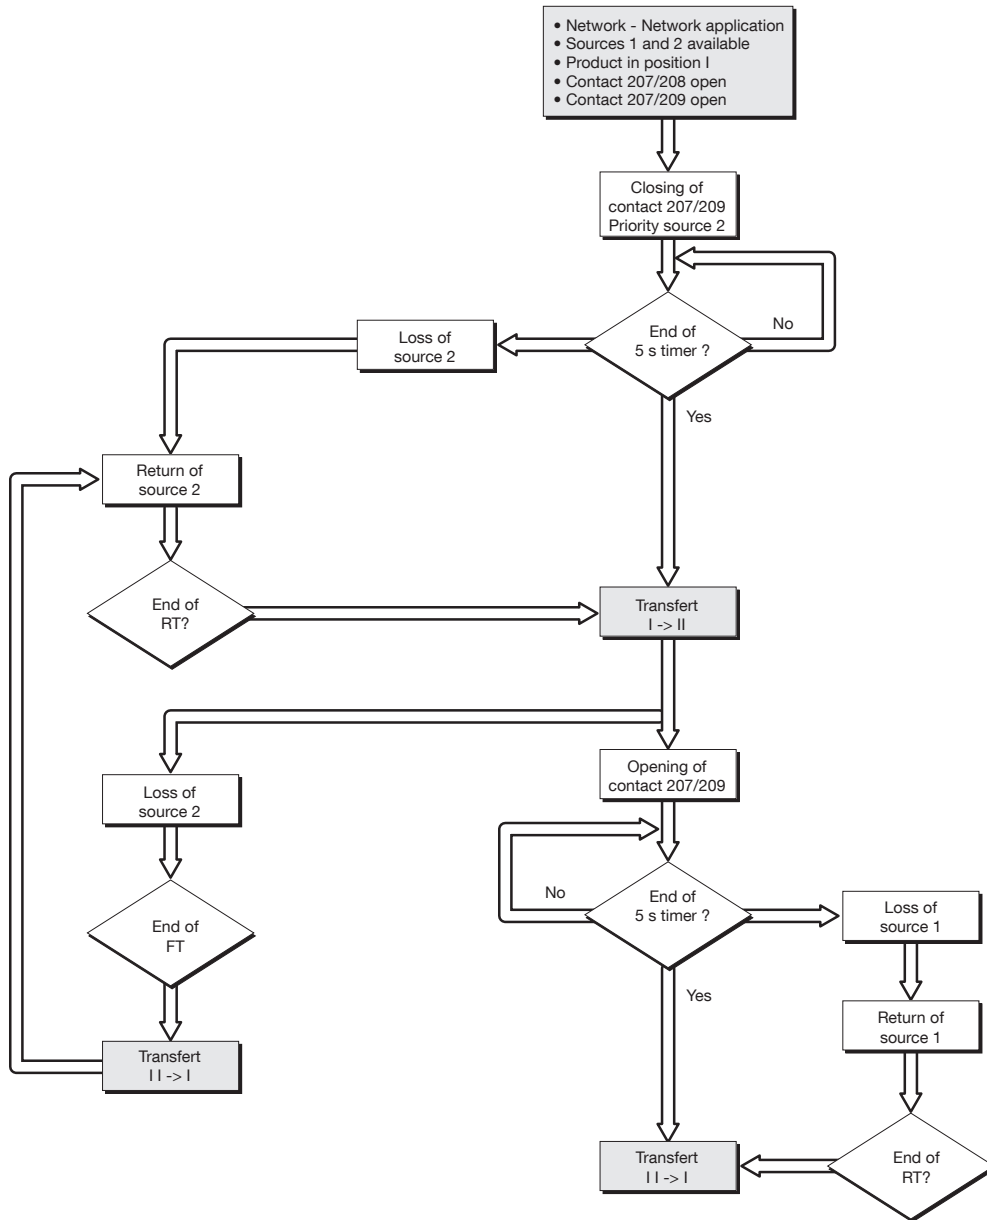 • Network - Network application
• Sources 1 and 2 available
• Product in position I
• Contact 207/208 open
• Contact 207/209 open
Closing of
contact 207/209
Priority source 2
End of
5 s timer ?
No
Loss of
source 2
Yes
Return of
source 2
End of
RT?
Transfert
I -> II
Loss of
source 2
Opening of
contact 207/209
End of
5 s timer ?
No
Loss of
source 1
End of
FT
Yes
Return of
source 1
Transfert
I I -> I
Transfert
I I -> I
End of
RT?